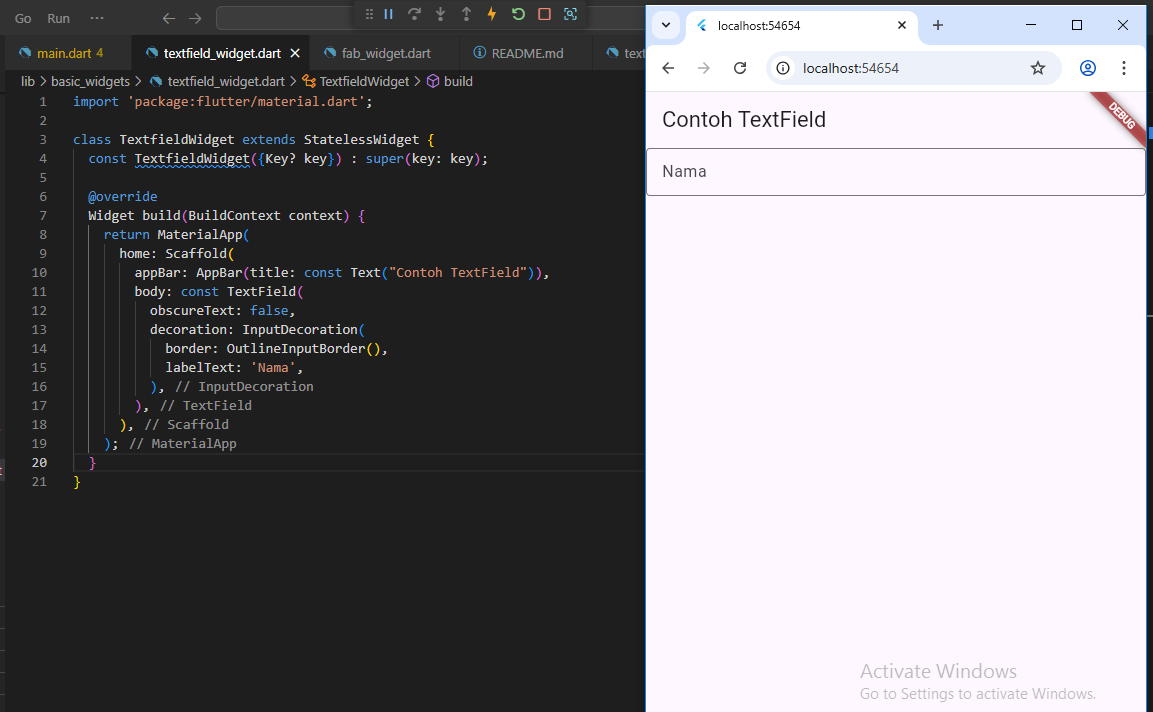 Go Run ···
main.dart 4 textfield_widget.dart fab_widget.dart README.md text
lib > basic_widgets > textfield_widget.dart > TextfieldWidget > build
1 import 'package:flutter/material.dart';
2
3 class TextfieldWidget extends StatelessWidget {
4 const TextfieldWidget({Key? key}) : super(key: key);
5
6 @override
7 Widget build(BuildContext context) {
8 return MaterialApp(
9 home: Scaffold(
10 appBar: AppBar(title: const Text("Contoh TextField")),
11 body: const TextField(
12 obscureText: false,
13 decoration: InputDecoration(
14 border: OutlineInputBorder(),
15 labelText: 'Nama',
16 ), // InputDecoration
17 ), // TextField
18 ), // Scaffold
19 ); // MaterialApp
20 }
21 }
localhost:54654
localhost:54654
Contoh TextField
DEBUG
Nama
Activate Windows
Go to Settings to activate Windows.